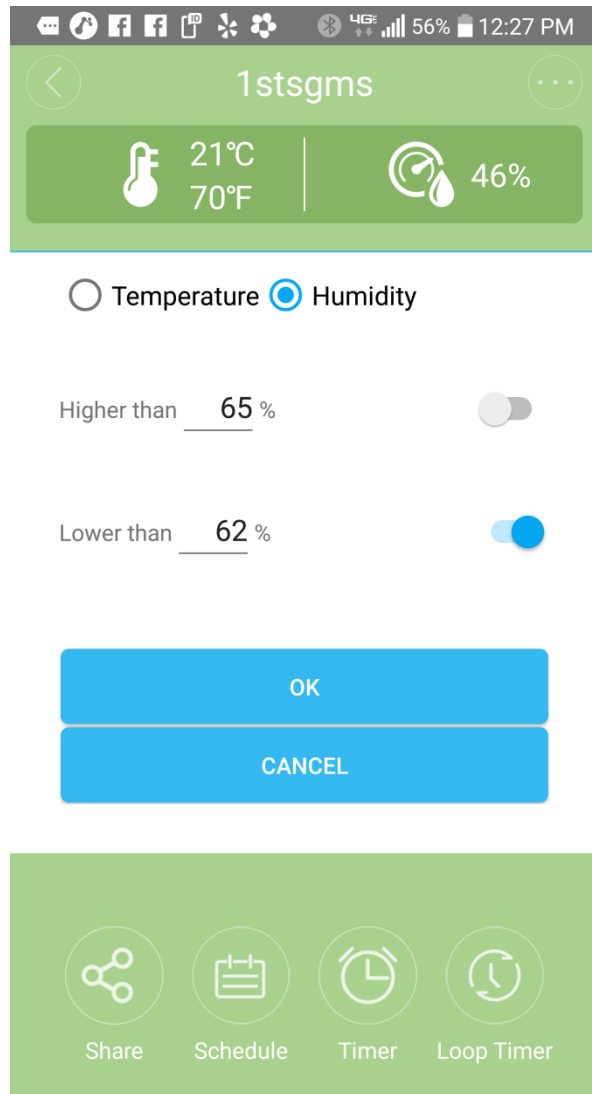 4GE 56% 12:27 PM
1stsgms
21℃
70℉
46%
Temperature Humidity
Higher than 65 %
Lower than 62 %
OK
CANCEL
Share Schedule Timer Loop Timer